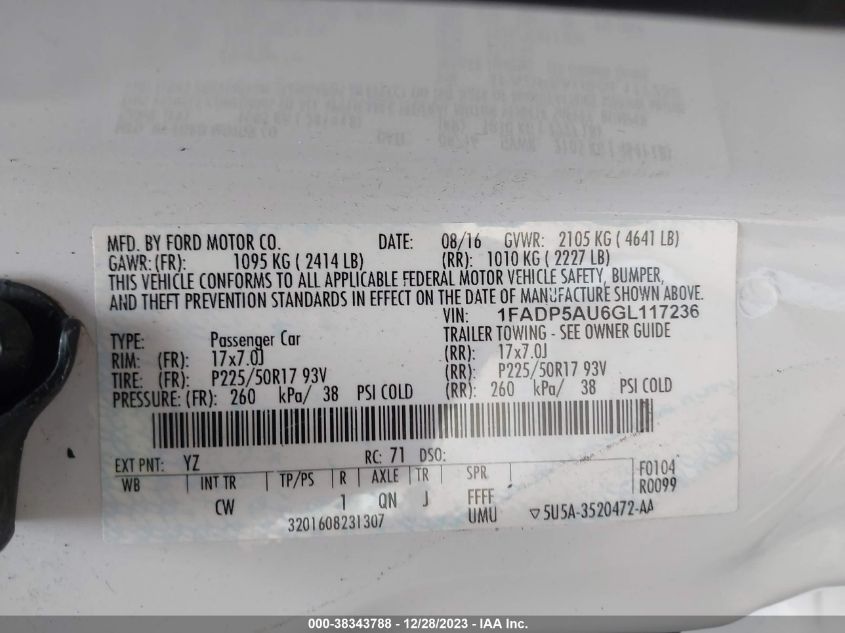 MFD. BY FORD MOTOR CO. DATE: 08/16 GVWR: 2105 KG ( 4641 LB)
GAWR: (FR): 1095 KG ( 2414 LB) (RR): 1010 KG ( 2227 LB)
THIS VEHICLE CONFORMS TO ALL APPLICABLE FEDERAL MOTOR VEHICLE SAFETY, BUMPER,
AND THEFT PREVENTION STANDARDS IN EFFECT ON THE DATE OF MANUFACTURE SHOWN ABOVE.
VIN: 1FADP5AU6GL117236
TYPE: Passenger Car TRAILER TOWING - SEE OWNER GUIDE
RIM: (FR): 17x7.0J (RR): 17x7.0J
TIRE: (FR): P225/50R17 93V (RR): P225/50R17 93V
PRESSURE: (FR): 260 kPa/ 38 PSI COLD (RR): 260 kPa/ 38 PSI COLD
EXT PNT: YZ RC: 71 DSO:
WB INT TR TP/PS R AXLE TR SPR F0104
R0099
CW 1 QN J FFFF
3201608231307 UMU ▽5U5A-3520472-AA
000-38343788 - 12/28/2023 - IAA Inc.